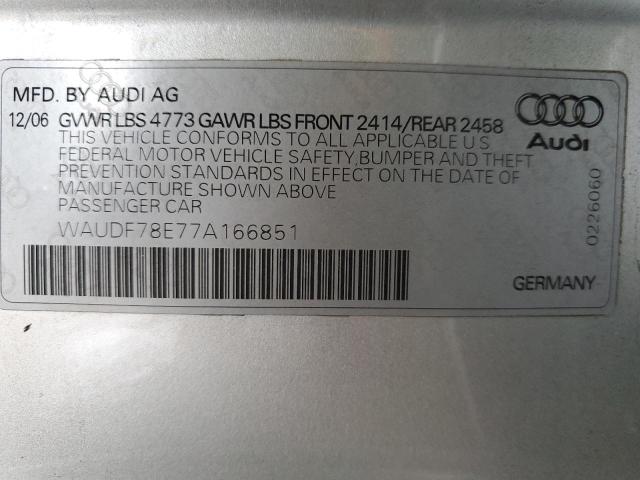 MFD. BY AUDI AG
12/06 GVWR LBS 4773 GAWR LBS FRONT 2414/REAR 2458
THIS VEHICLE CONFORMS TO ALL APPLICABLE U S
FEDERAL MOTOR VEHICLE SAFETY,BUMPER AND THEFT
PREVENTION STANDARDS IN EFFECT ON THE DATE OF
MANUFACTURE SHOWN ABOVE
PASSENGER CAR
WAUDF78E77A166851
Audi
0226060
GERMANY